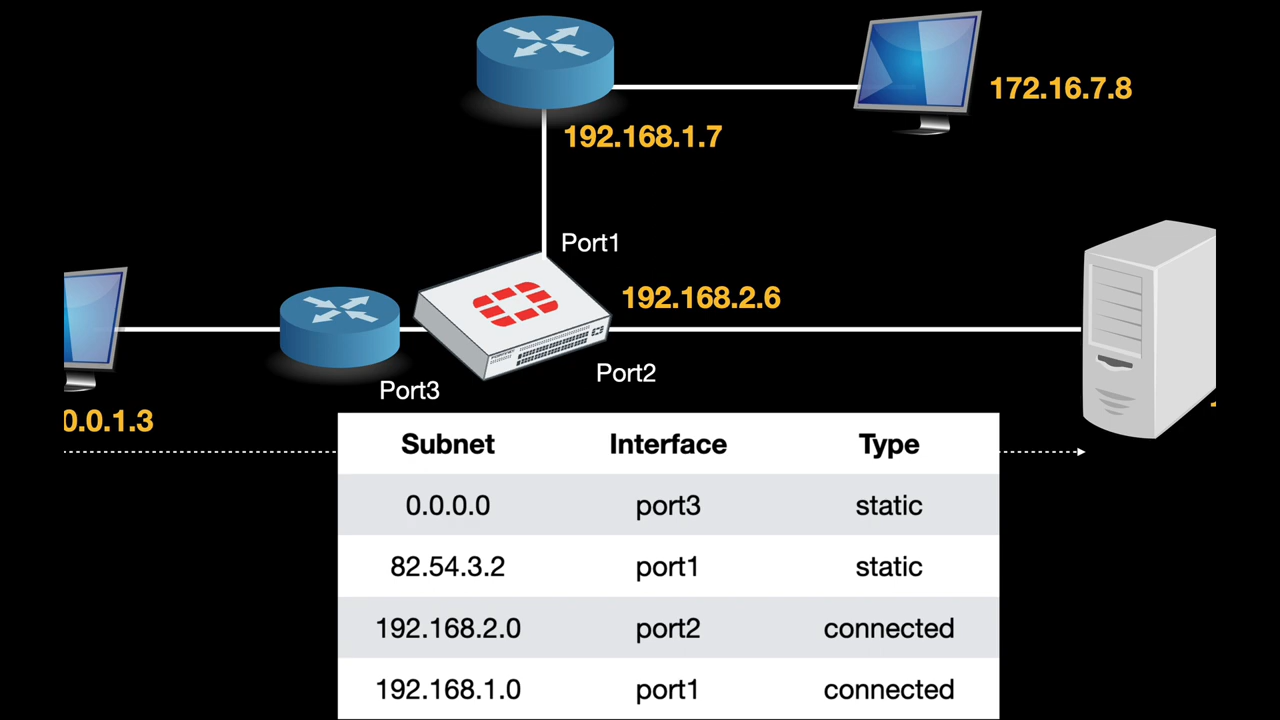 172.16.7.8
192.168.1.7
Port1
192.168.2.6
Port2
Port3
0.0.1.3
Subnet Interface Type
0.0.0.0 port3 static
82.54.3.2 port1 static
192.168.2.0 port2 connected
192.168.1.0 port1 connected